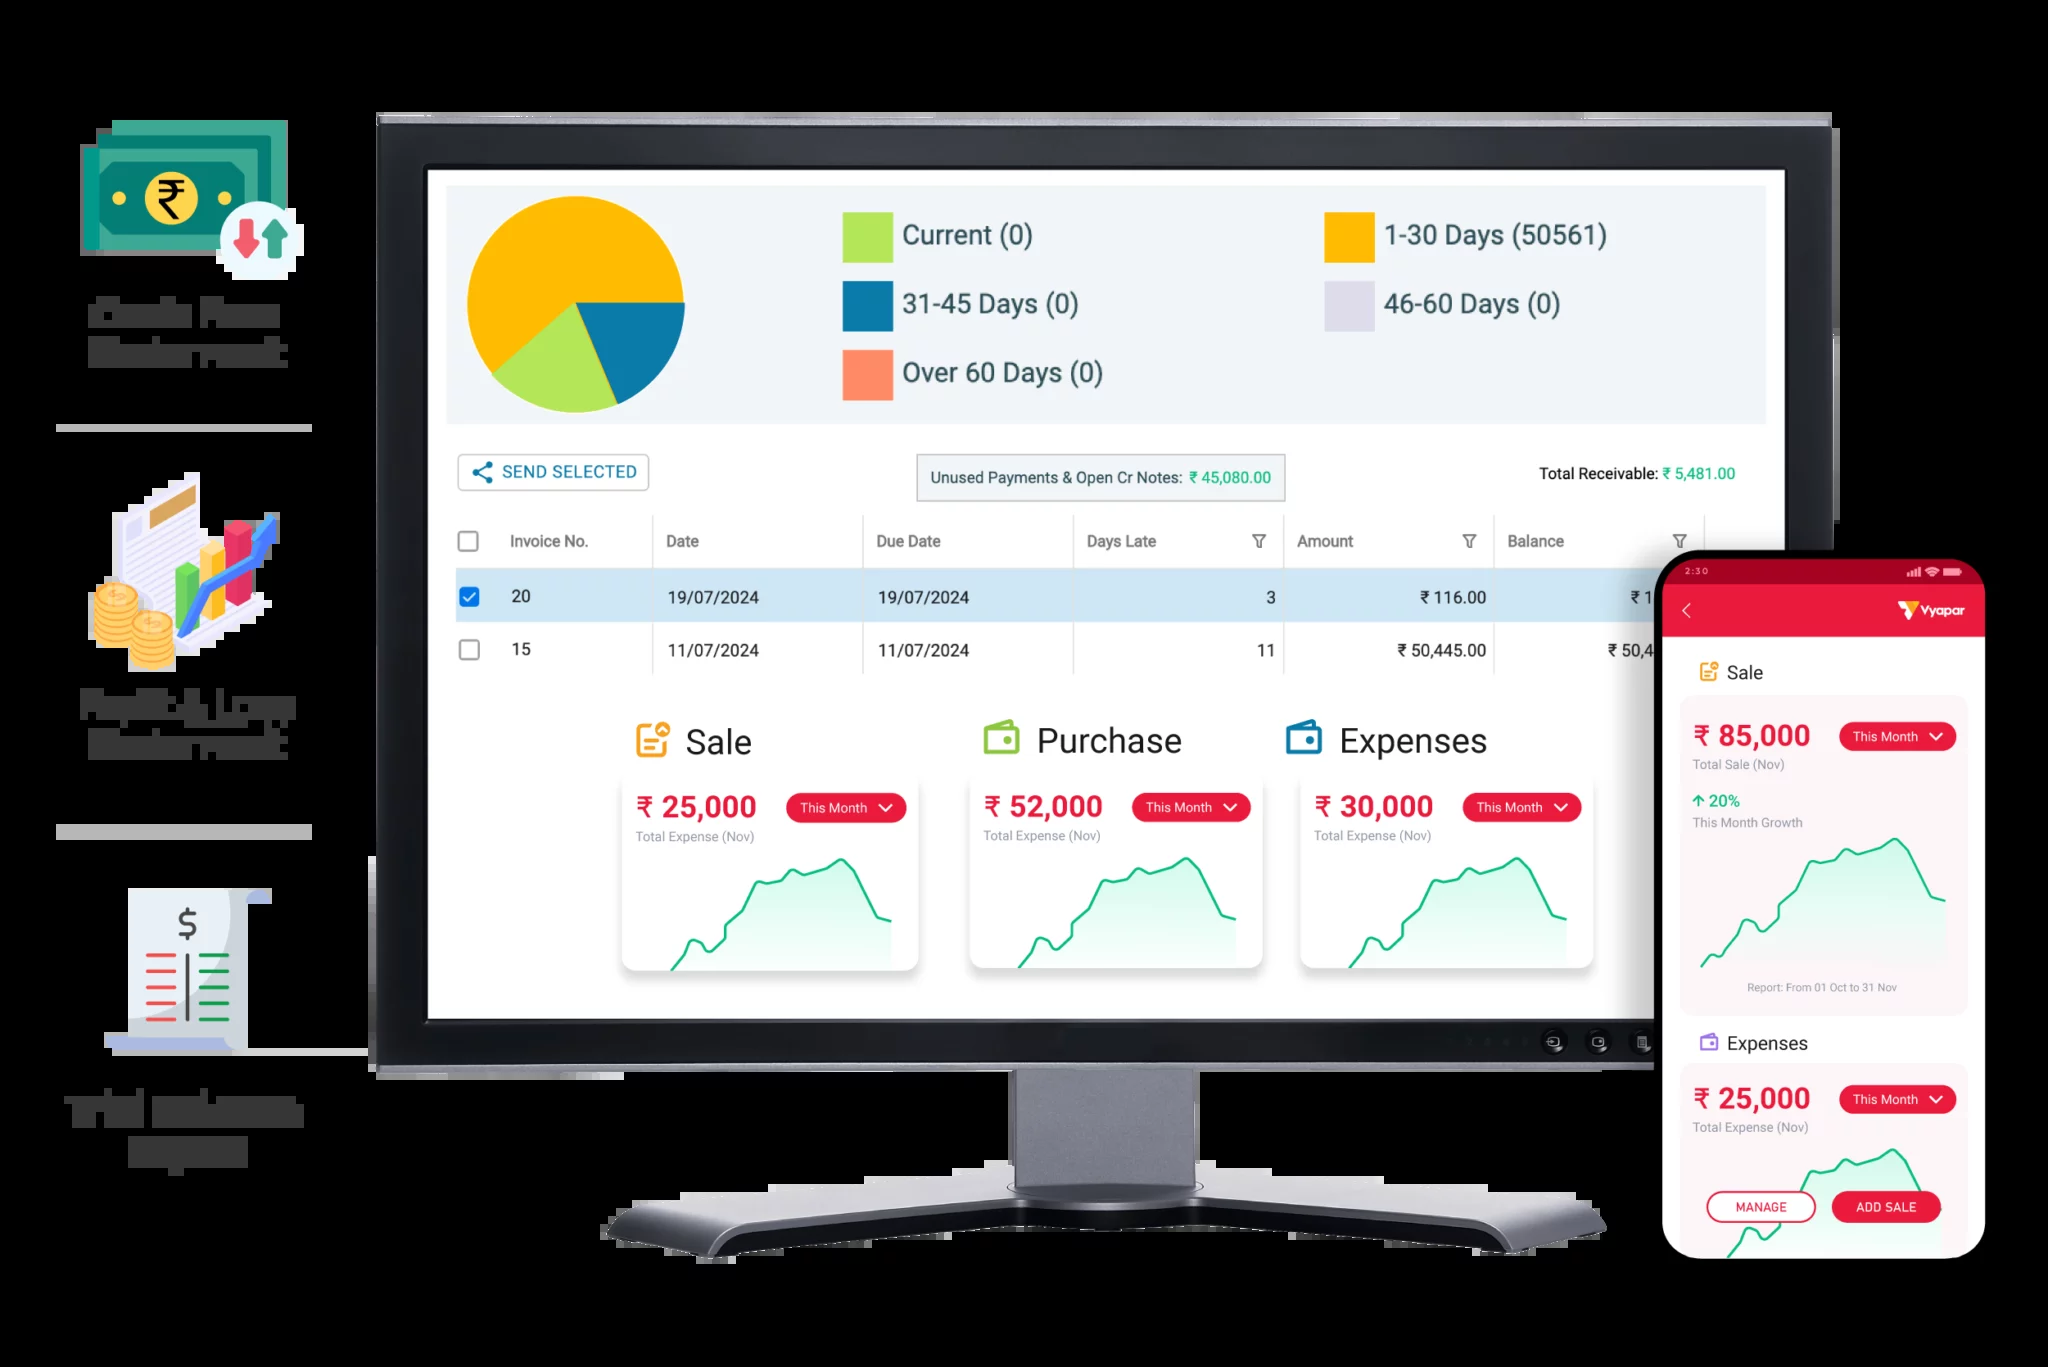 Current (0)
1-30 Days (50561)
31-45 Days (0)
46-60 Days (0)
Over 60 Days (0)
SEND SELECTED
Unused Payments & Open Cr Notes: ₹ 45,080.00
Total Receivable: ₹ 5,481.00
Invoice No. Date Due Date Days Late Amount Balance
20 19/07/2024 19/07/2024 3 ₹ 116.00 ₹ 1
15 11/07/2024 11/07/2024 11 ₹ 50,445.00 ₹ 50,4
Sale
₹ 25,000
This Month
Total Expense (Nov)
Purchase
₹ 52,000
This Month
Total Expense (Nov)
Expenses
₹ 30,000
This Month
Total Expense (Nov)
2:30
Vyapar
Sale
₹ 85,000
This Month
Total Sale (Nov)
20%
This Month Growth
Report: From 01 Oct to 31 Nov
Expenses
₹ 25,000
This Month
Total Expense (Nov)
MANAGE
ADD SALE
₹
$